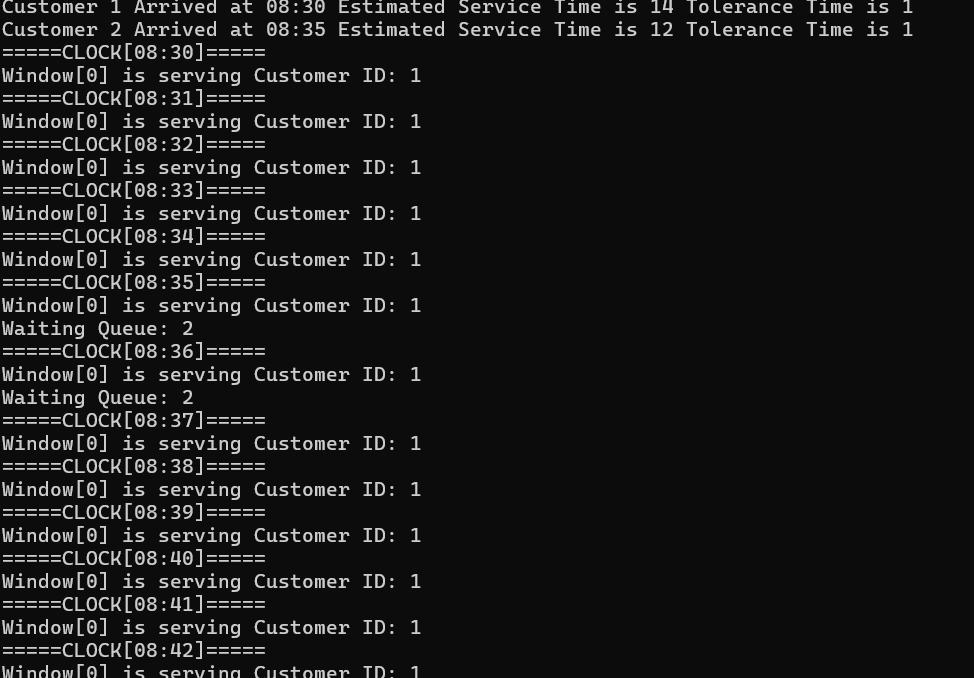 Customer 1 Arrived at 08:30 Estimated Service Time is 14 Tolerance Time is 1
Customer 2 Arrived at 08:35 Estimated Service Time is 12 Tolerance Time is 1
=====CLOCK[08:30]=====
Window[0] is serving Customer ID: 1
=====CLOCK[08:31]=====
Window[0] is serving Customer ID: 1
=====CLOCK[08:32]=====
Window[0] is serving Customer ID: 1
=====CLOCK[08:33]=====
Window[0] is serving Customer ID: 1
=====CLOCK[08:34]=====
Window[0] is serving Customer ID: 1
=====CLOCK[08:35]=====
Window[0] is serving Customer ID: 1
Waiting Queue: 2
=====CLOCK[08:36]=====
Window[0] is serving Customer ID: 1
Waiting Queue: 2
=====CLOCK[08:37]=====
Window[0] is serving Customer ID: 1
=====CLOCK[08:38]=====
Window[0] is serving Customer ID: 1
=====CLOCK[08:39]=====
Window[0] is serving Customer ID: 1
=====CLOCK[08:40]=====
Window[0] is serving Customer ID: 1
=====CLOCK[08:41]=====
Window[0] is serving Customer ID: 1
=====CLOCK[08:42]=====
Window[0] is serving Customer ID: 1